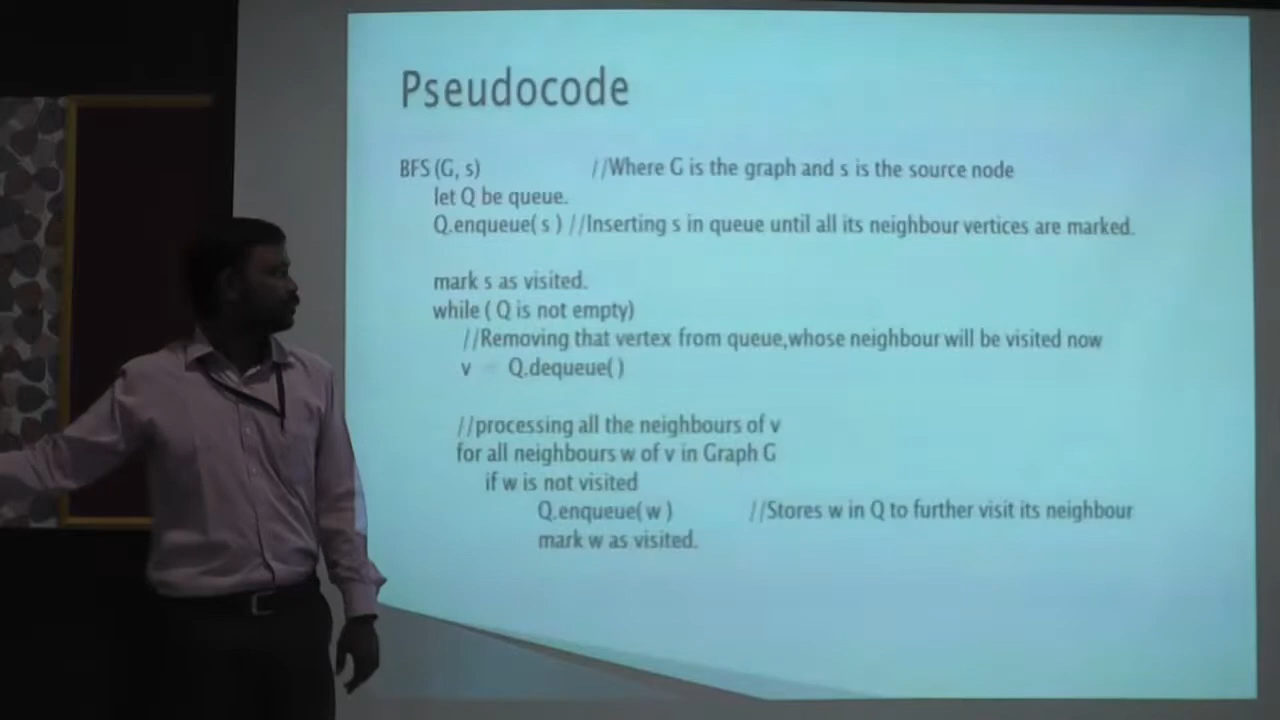 Pseudocode
BFS (G, s) //Where G is the graph and s is the source node
let Q be queue.
Q.enqueue( s ) //Inserting s in queue until all its neighbour vertices are marked.
mark s as visited.
while ( Q is not empty)
//Removing that vertex from queue,whose neighbour will be visited now
v Q.dequeue( )
//processing all the neighbours of v
for all neighbours w of v in Graph G
if w is not visited
Q.enqueue( w ) //Stores w in Q to further visit its neighbour
mark w as visited.